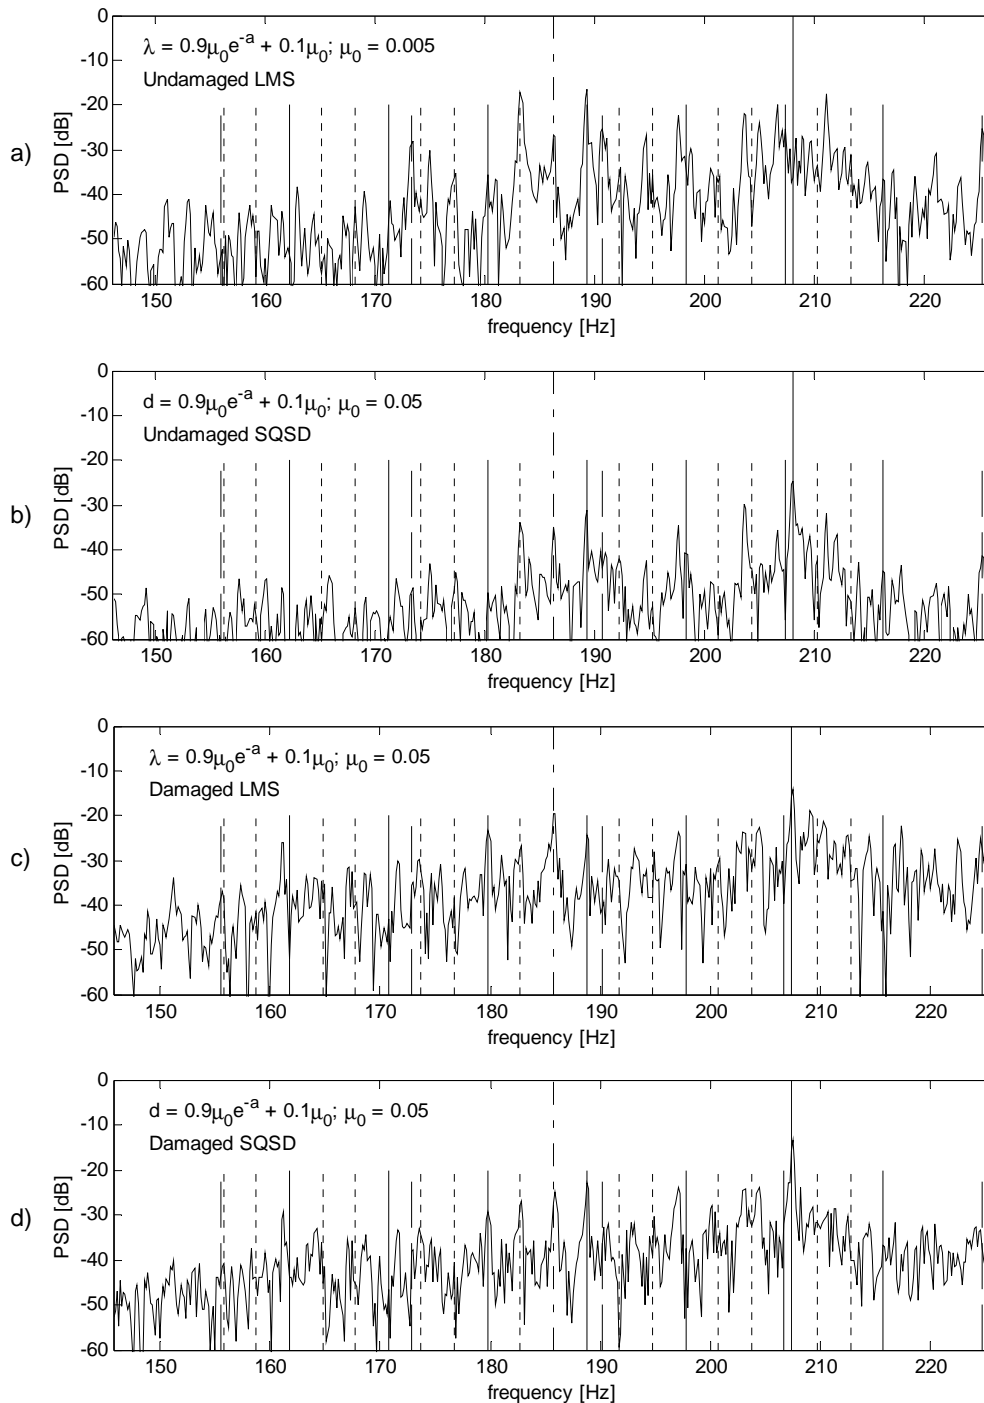 a)
PSD [dB]
0
-10
-20
-30
-40
-50
-60
λ = 0.9μ₀e⁻ᵃ + 0.1μ₀; μ₀ = 0.005
Undamaged LMS
150 160 170 180 190 200 210 220
frequency [Hz]
b)
PSD [dB]
0
-10
-20
-30
-40
-50
-60
d = 0.9μ₀e⁻ᵃ + 0.1μ₀; μ₀ = 0.05
Undamaged SQSD
150 160 170 180 190 200 210 220
frequency [Hz]
c)
PSD [dB]
0
-10
-20
-30
-40
-50
-60
λ = 0.9μ₀e⁻ᵃ + 0.1μ₀; μ₀ = 0.05
Damaged LMS
150 160 170 180 190 200 210 220
frequency [Hz]
d)
PSD [dB]
0
-10
-20
-30
-40
-50
-60
d = 0.9μ₀e⁻ᵃ + 0.1μ₀; μ₀ = 0.05
Damaged SQSD
150 160 170 180 190 200 210 220
frequency [Hz]